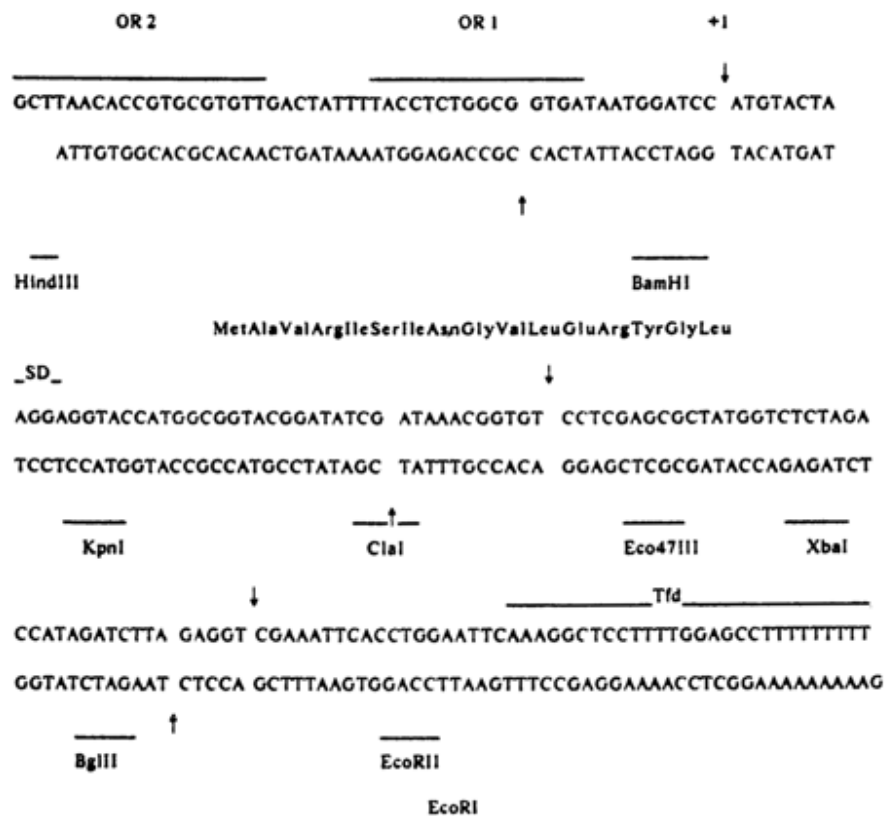 OR 2 OR 1 +1
GCTTAACACCGTGCGTGTTGACTATTTTACCTCTGGCG GTGATAATGGATCC ATGTACTA
ATTGTGGCACGCACAACTGATAAAATGGAGACCGC CACTATTACCTAGG TACATGAT
HindIII BamHI
MetAlaValArgIleSerIleAsnGlyValLeuGluArgTyrGlyLeu
_SD_
AGGAGGTACCATGGCGGTACGGATATCG ATAAACGGTGT CCTCGAGCGCTATGGTCTCTAGA
TCCTCCATGGTACCGCCATGCCTATAGC TATTTGCCACA GGAGCTCGCGATACCAGAGATCT
KpnI ClaI Eco47III XbaI
Tfd
CCATAGATCTTA GAGGT CGAAATTCACCTGGAATTCAAAGGCTCCTTTTGGAGCCTTTTTTTTT
GGTATCTAGAAT CTCCA GCTTTAAGTGGACCTTAAGTTTCCGAGGAAAACCTCGGAAAAAAAAAG
BglII EcoRII
EcoRI